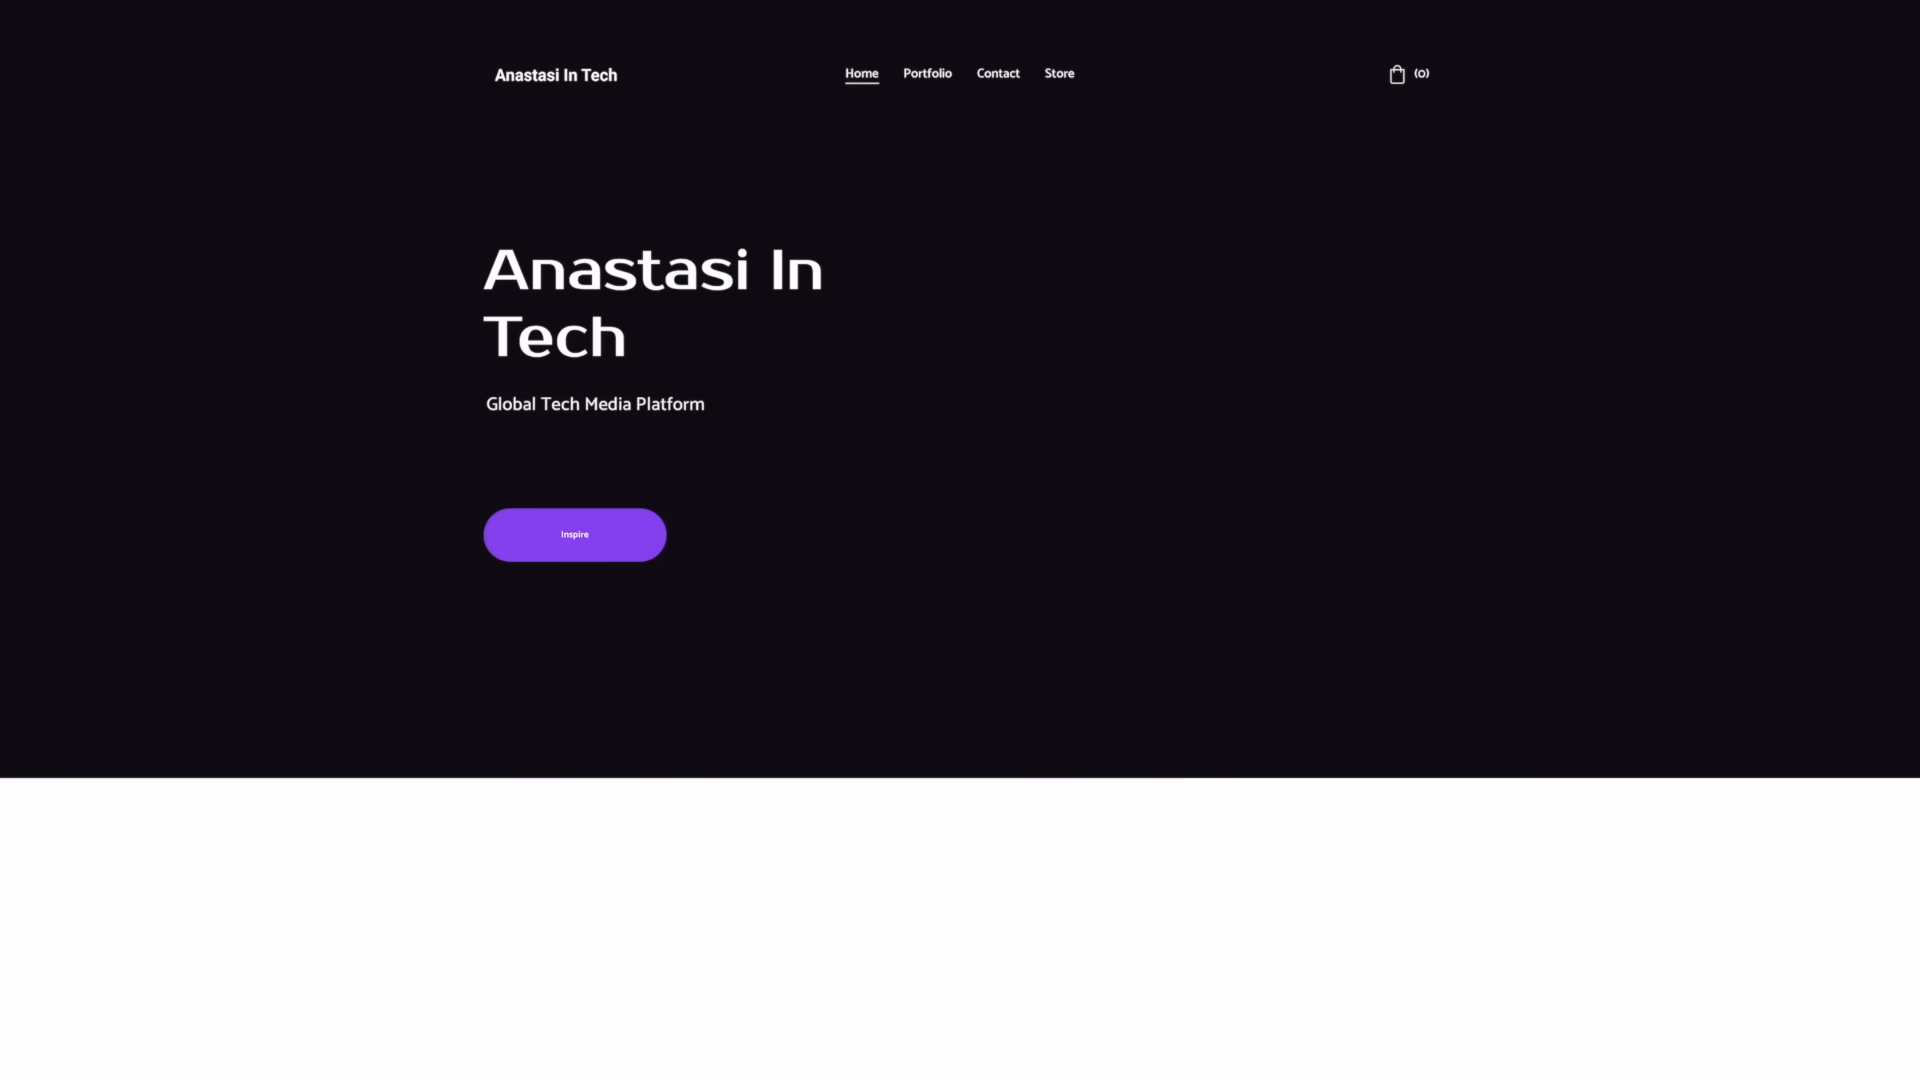 Anastasi In Tech
Home Portfolio Contact Store
(0)
Anastasi In
Tech
Global Tech Media Platform
Inspire